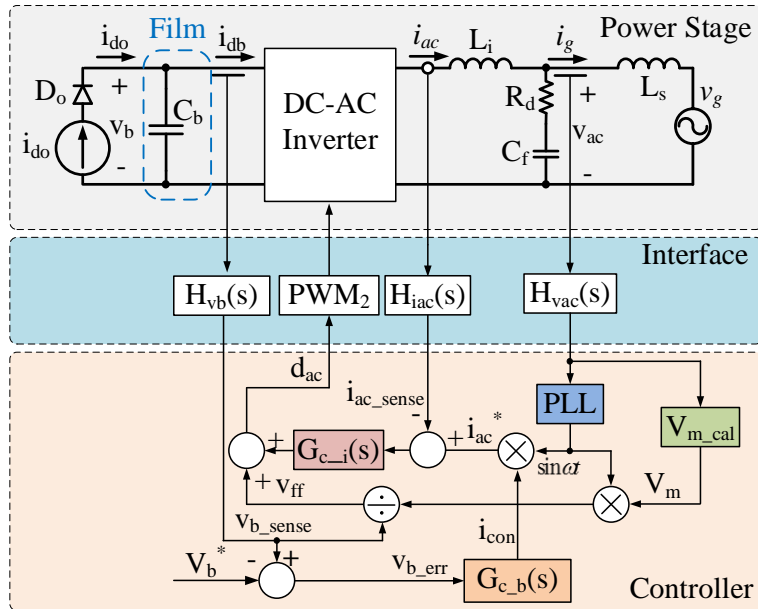 Film
Power Stage
i_do
i_db
i_ac
L_i
i_g
D_o
+
C_b
DC-AC
Inverter
R_d
+
L_s
v_g
i_do
v_b
-
C_f
v_ac
-
Interface
H_vb(s)
PWM_2
H_iac(s)
H_vac(s)
d_ac
i_ac_sense
-
i_ac*
PLL
V_m_cal
+
G_c_i(s)
+
×
sinωt
+ v_ff
÷
×
V_m
v_b_sense
i_con
V_b*
-
+
v_b_err
G_c_b(s)
Controller